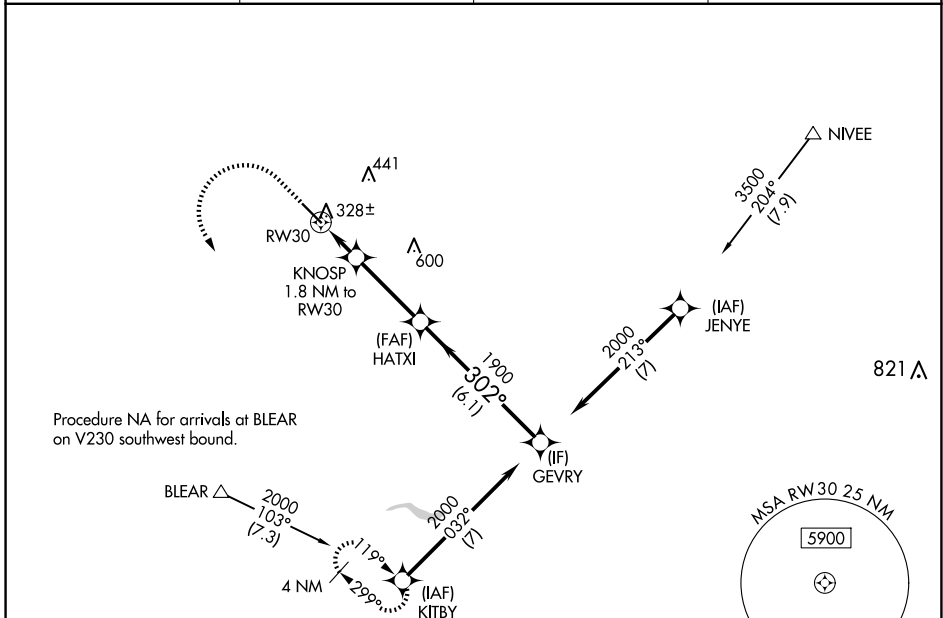 NIVEE
3500
204°
(7.9)
441
328±
RW30
600
KNOSP
1.8 NM to
RW30
(FAF)
HATXI
1900
302°
(6.1)
(IAF)
JENYE
2000
213°
(7)
821
Procedure NA for arrivals at BLEAR
on V230 southwest bound.
(IF)
GEVRY
BLEAR
2000
103°
(7.3)
2000
032°
(7)
119°
299°
4 NM
(IAF)
KITBY
MSA RW30 25 NM
5900